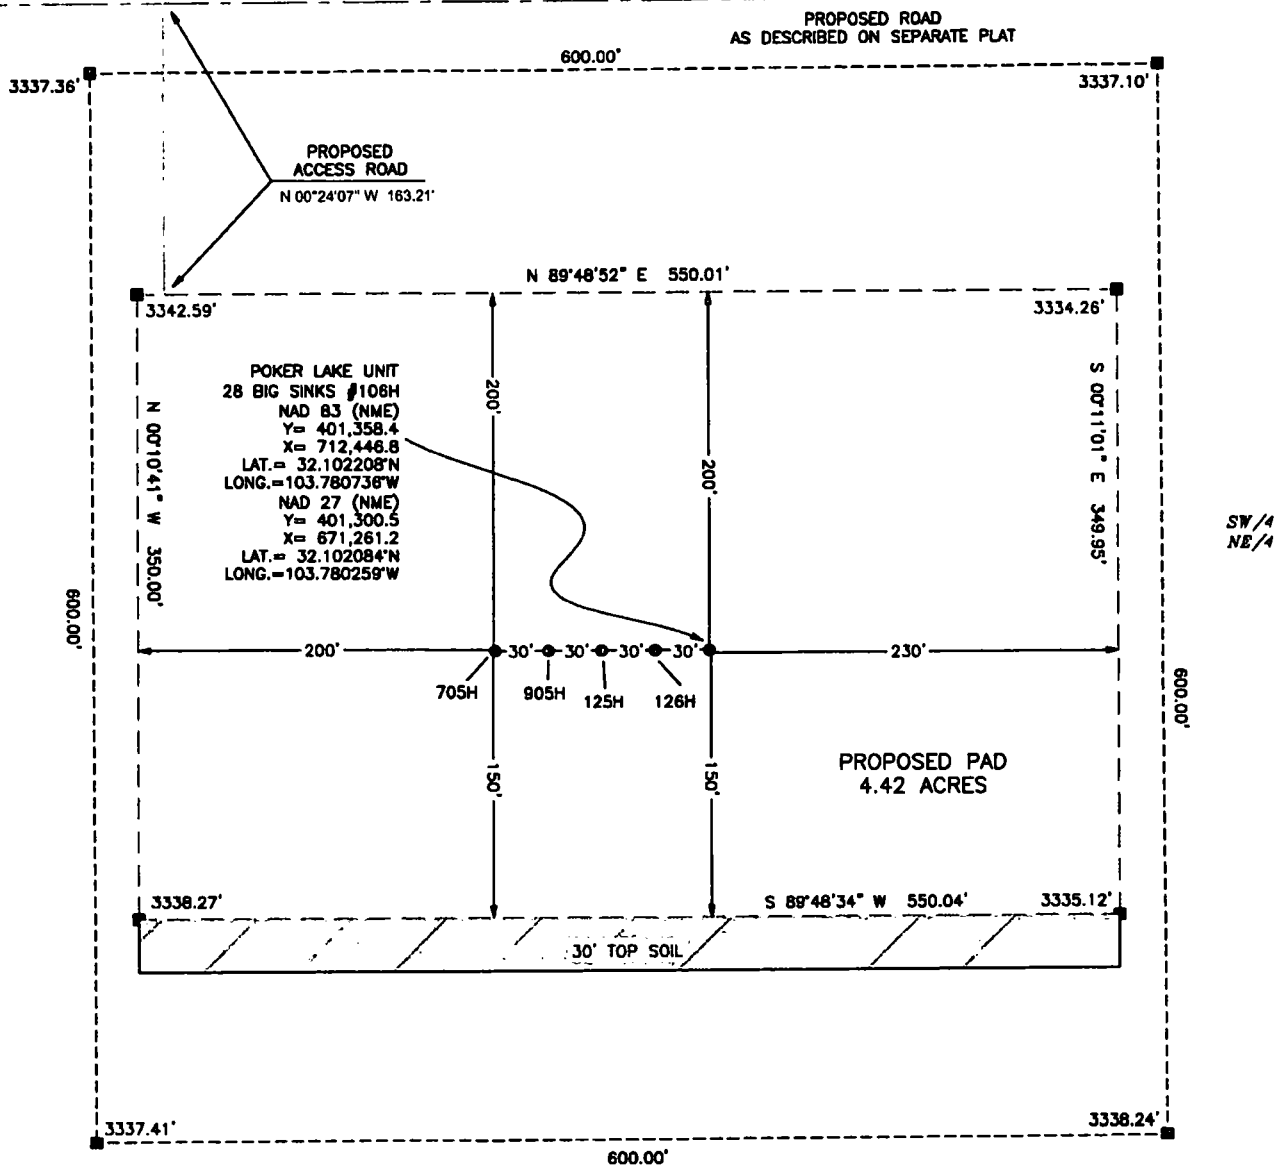 PROPOSED ROAD
AS DESCRIBED ON SEPARATE PLAT
600.00'
3337.36'
3337.10'
PROPOSED
ACCESS ROAD
N 00°24'07" W 163.21'
N 89°48'52" E 550.01'
3342.59'
3334.26'
POKER LAKE UNIT
28 BIG SINKS #106H
NAD 83 (NME)
Y= 401,358.4
X= 712,446.8
LAT.= 32.102208°N
LONG.=103.780736°W
NAD 27 (NME)
Y= 401,300.5
X= 671,261.2
LAT.= 32.102084°N
LONG.=103.780259°W
N 00°10'41" W 350.00'
200'
200'
S 00°11'01" E 349.95'
SW/4
NE/4
600.00'
200'
30'
30'
30'
30'
230'
705H
905H
125H
126H
600.00'
150'
150'
PROPOSED PAD
4.42 ACRES
3338.27'
S 89°48'34" W 550.04'
3335.12'
30' TOP SOIL
3337.41'
3338.24'
600.00'